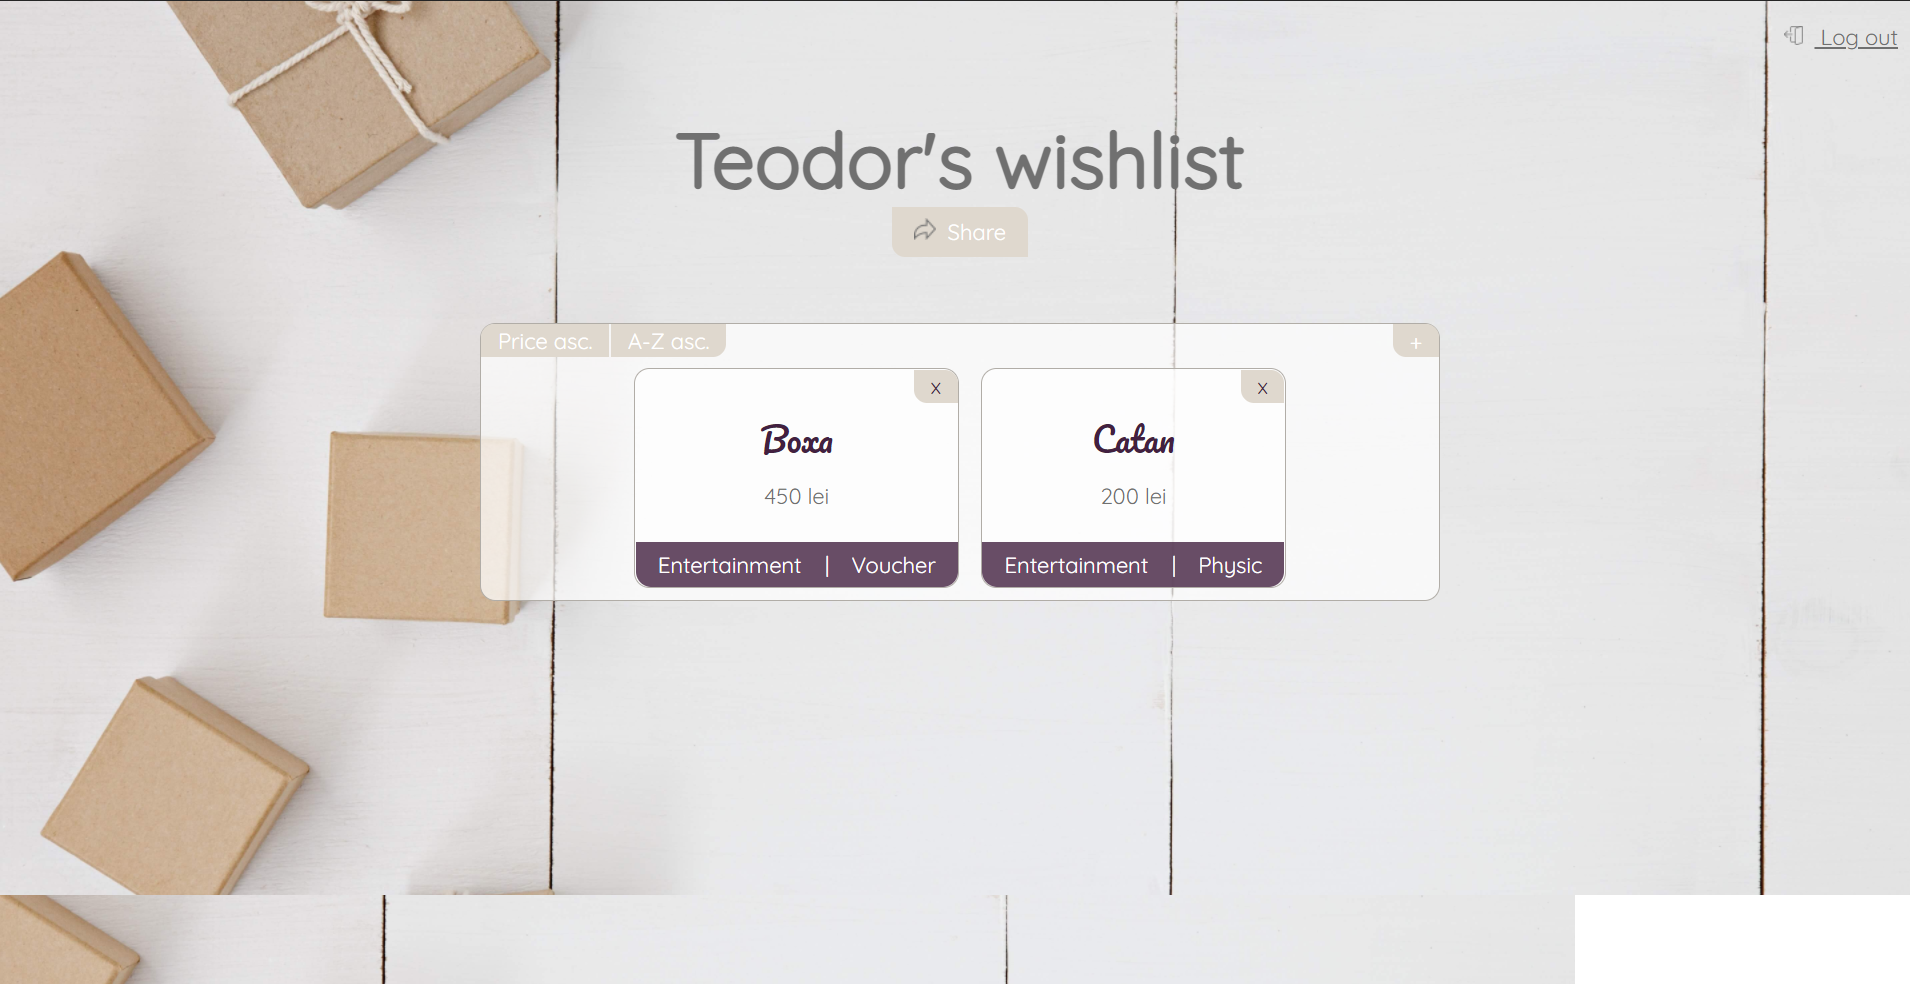 Log out
Teodor's wishlist
Share
Price asc. A-Z asc. +
x x
Boxa Catan
450 lei 200 lei
Entertainment | Voucher Entertainment | Physic